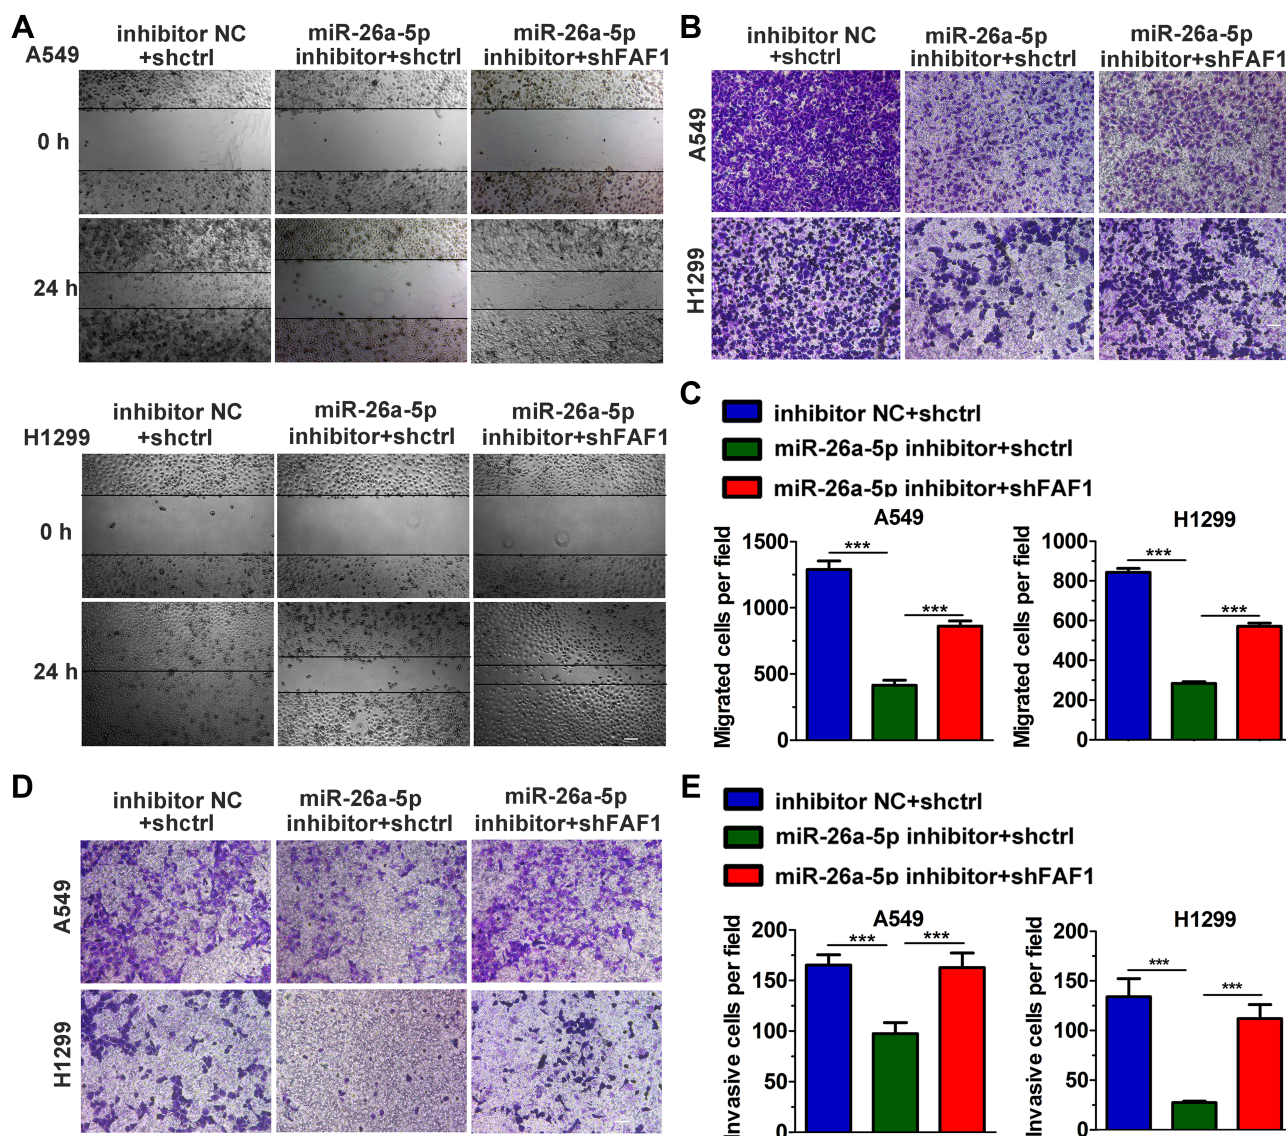 A
A549
inhibitor NC
+shctrl
miR-26a-5p
inhibitor+shctrl
miR-26a-5p
inhibitor+shFAF1
0 h
24 h
H1299
inhibitor NC
+shctrl
miR-26a-5p
inhibitor+shctrl
miR-26a-5p
inhibitor+shFAF1
0 h
24 h
B
inhibitor NC
+shctrl
miR-26a-5p
inhibitor+shctrl
miR-26a-5p
inhibitor+shFAF1
A549
H1299
C
inhibitor NC+shctrl
miR-26a-5p inhibitor+shctrl
miR-26a-5p inhibitor+shFAF1
A549
Migrated cells per field
1500
1000
500
0
***
***
H1299
Migrated cells per field
1000
800
600
400
200
0
***
***
D
inhibitor NC
+shctrl
miR-26a-5p
inhibitor+shctrl
miR-26a-5p
inhibitor+shFAF1
A549
H1299
E
inhibitor NC+shctrl
miR-26a-5p inhibitor+shctrl
miR-26a-5p inhibitor+shFAF1
A549
Invasive cells per field
200
150
100
50
0
***
***
H1299
Invasive cells per field
200
150
100
50
0
***
***